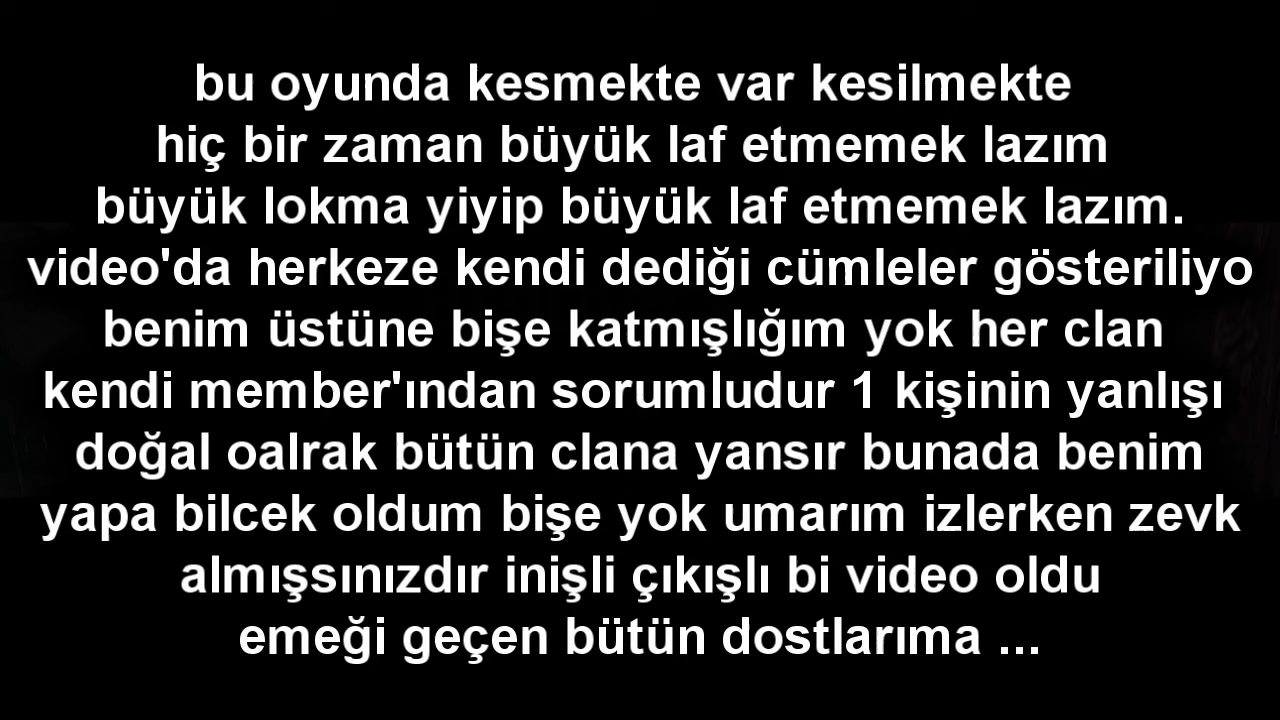 bu oyunda kesmekte var kesilmekte
hiç bir zaman büyük laf etmemek lazım
büyük lokma yiyip büyük laf etmemek lazım.
video'da herkeze kendi dediği cümleler gösteriliyo
benim üstüne bişe katmışlığım yok her clan
kendi member'ından sorumludur 1 kişinin yanlışı
doğal oalrak bütün clana yansır bunada benim
yapa bilcek oldum bişe yok umarım izlerken zevk
almışsınızdır inişli çıkışlı bi video oldu
emeği geçen bütün dostlarıma ...